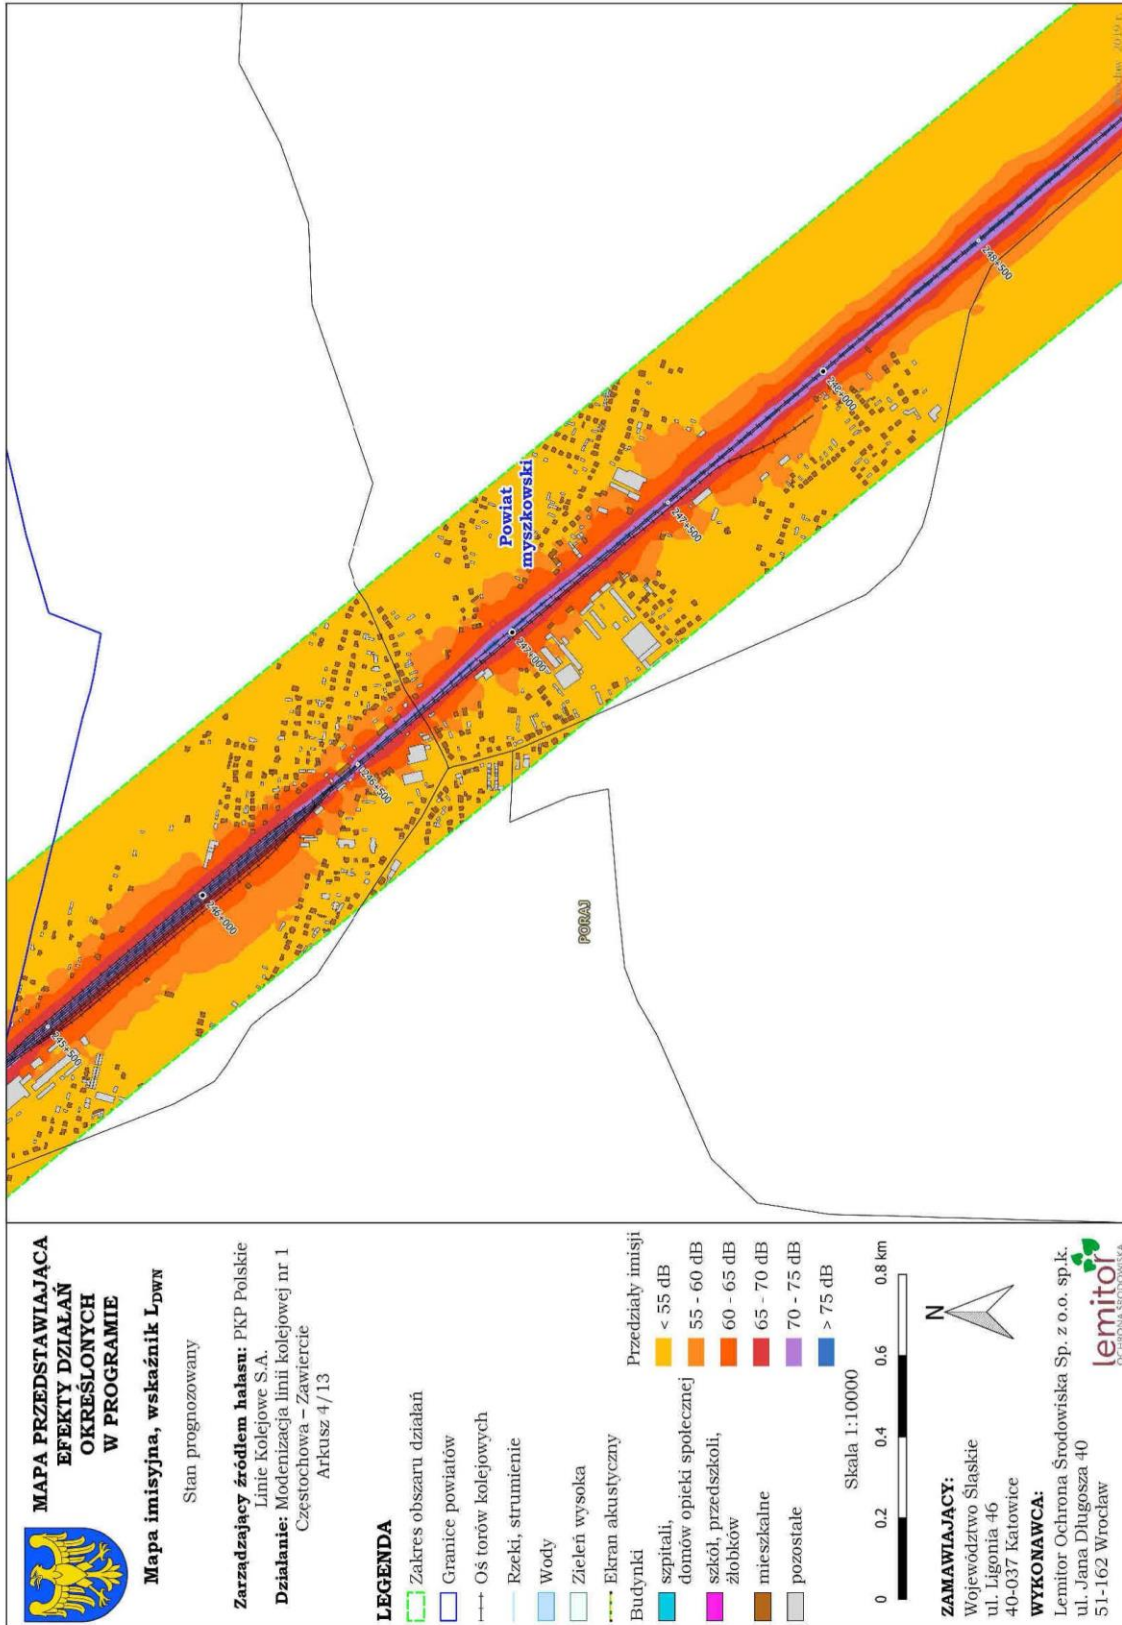 MAPA PRZEDSTAWIAJĄCA
EFEKTY DZIAŁAŃ
OKREŚLONYCH
W PROGRAMIE
Mapa imisyjna, wskaźnik LDWN
Stan prognozowany
Zarządzający źródłem hałasu: PKP Polskie
Linie Kolejowe S.A.
Działanie: Modenizacja linii kolejowej nr 1
Częstochowa – Zawiercie
Arkusz 4/13
LEGENDA
Zakres obszaru działań
Granice powiatów
Oś torów kolejowych
Rzeki, strumienie
Wody
Zieleń wysoka
Ekran akustyczny
Budynki
szpitali,
domów opieki społecznej
szkół, przedszkoli,
żłobków
mieszkalne
pozostałe
Przedziały imisji
< 55 dB
55 - 60 dB
60 - 65 dB
65 - 70 dB
70 - 75 dB
> 75 dB
Skala 1:10000
0 0.2 0.4 0.6 0.8 km
N
ZAMAWIAJĄCY:
Województwo Śląskie
ul. Ligonia 46
40-037 Katowice
WYKONAWCA:
Lemitor Ochrona Środowiska Sp. z o.o. sp.k.
ul. Jana Długosza 40
51-162 Wrocław
lemitor
OCHRONA ŚRODOWISKA
245+500
246+000
246+500
247+000
247+500
248+000
248+500
Powiat
myszkowski
PORAJ
2019 r.